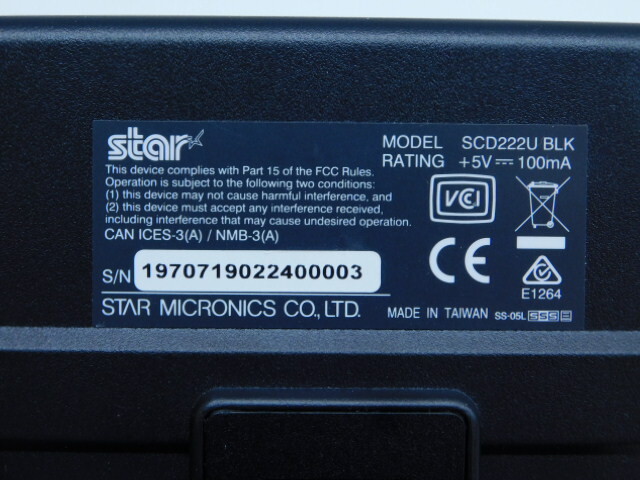 star
MODEL SCD222U BLK
RATING +5V 100mA
This device complies with Part 15 of the FCC Rules.
Operation is subject to the following two conditions:
(1) this device may not cause harmful interference, and
(2) this device must accept any interference received,
including interference that may cause undesired operation.
CAN ICES-3(A) / NMB-3(A)
VCI
CE
E1264
S/N 1970719022400003
STAR MICRONICS CO., LTD.
MADE IN TAIWAN SS-05L SSS